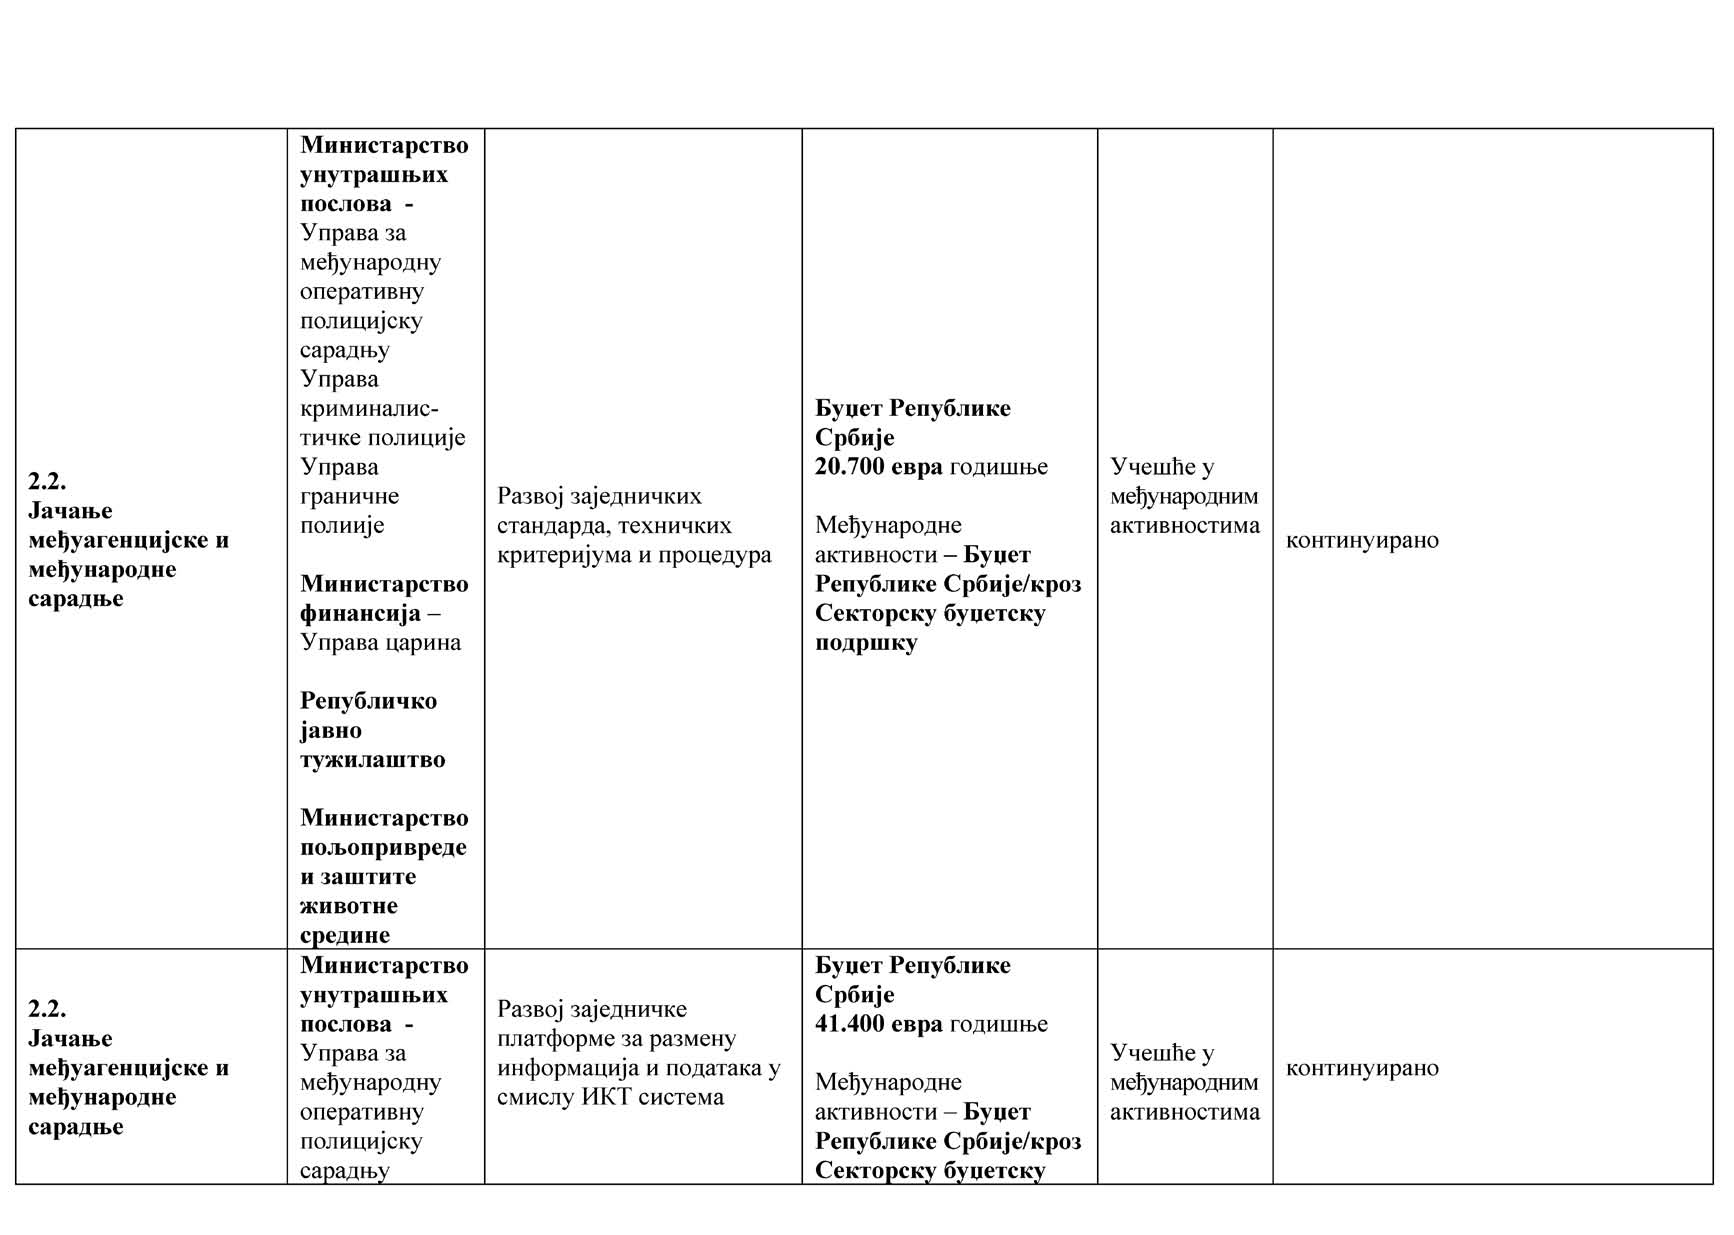 2.2.
Јачање
међуагенцијске и
међународне
сарадње
Министарство
унутрашњих
послова -
Управа за
међународну
оперативну
полицијску
сарадњу
Управа
криминалис-
тичке полиције
Управа
граничне
полиије
Министарство
финансија –
Управа царина
Републичко
јавно
тужилаштво
Министарство
пољопривреде
и заштите
животне
средине
Развој заједничких
стандарда, техничких
критеријума и процедура
Буџет Републике
Србије
20.700 евра годишње
Међународне
активности – Буџет
Републике Србије/кроз
Секторску буџетску
подршку
Учешће у
међународним
активностима
континуирано
2.2.
Јачање
међуагенцијске и
међународне
сарадње
Министарство
унутрашњих
послова -
Управа за
међународну
оперативну
полицијску
сарадњу
Развој заједничке
платформе за размену
информација и података у
смислу ИКТ система
Буџет Републике
Србије
41.400 евра годишње
Међународне
активности – Буџет
Републике Србије/кроз
Секторску буџетску
Учешће у
међународним
активностима
континуирано